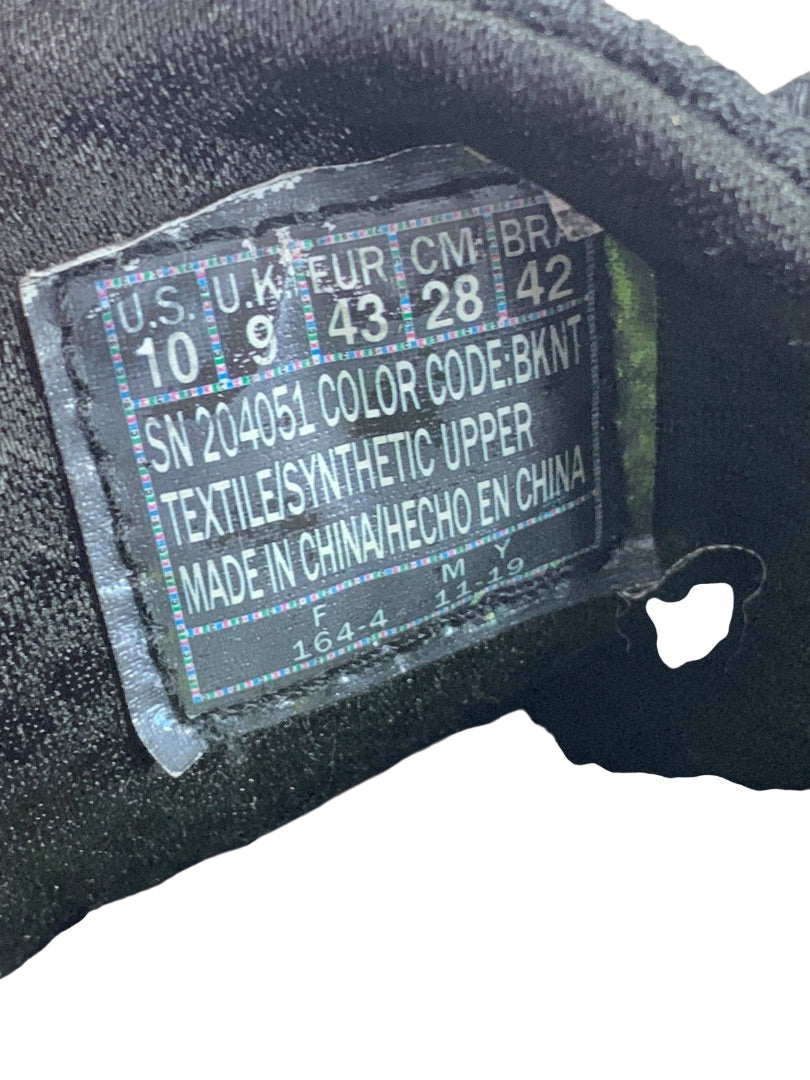 U.S. U.K. EUR CM BRA
10 9 43 28 42
SN 204051 COLOR CODE:BKNT
TEXTILE/SYNTHETIC UPPER
MADE IN CHINA/HECHO EN CHINA
F M Y
164-4 11-19